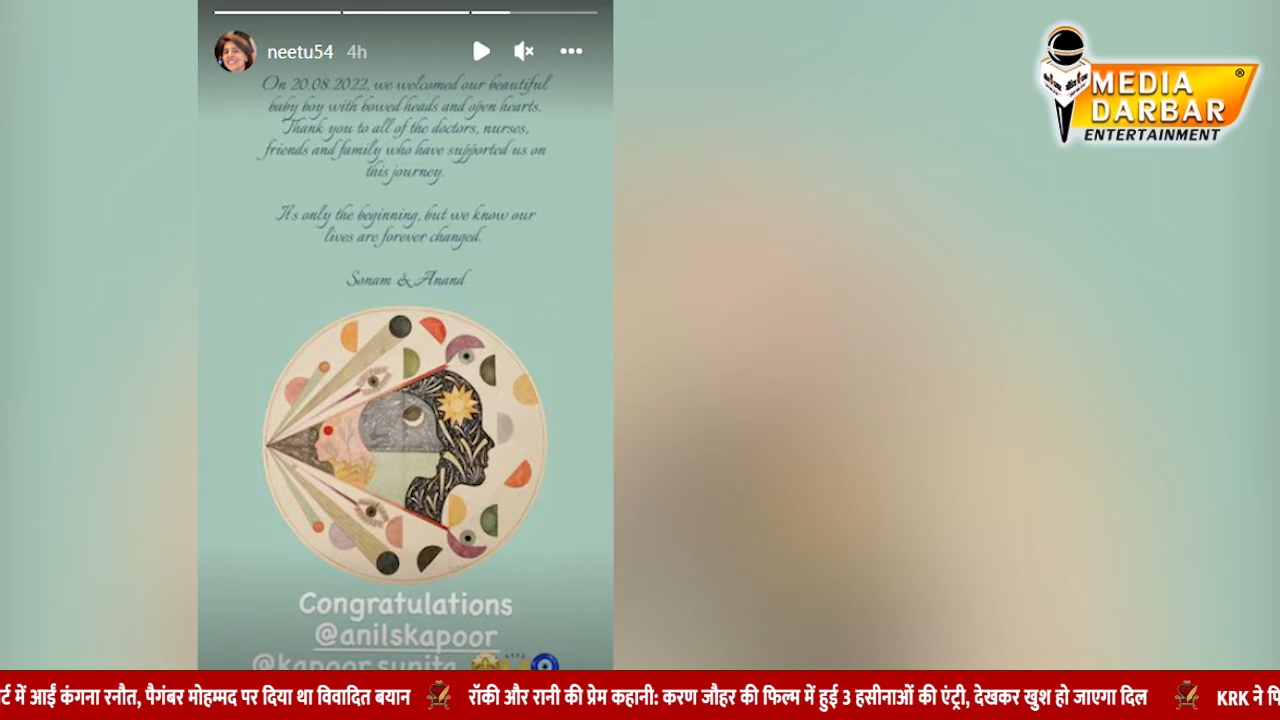 neetu54 4h
On 20.08.2022, we welcomed our beautiful
baby boy with bowed heads and open hearts.
Thank you to all of the doctors, nurses,
friends and family who have supported us on
this journey.
It's only the beginning, but we know our
lives are forever changed.
Sonam & Anand
Congratulations
@anilskapoor
@kapoor.sunita
MEDIA
DARBAR
ENTERTAINMENT
र्ट में आईं कंगना रनौत, पैगंबर मोहम्मद पर दिया था विवादित बयान
रॉकी और रानी की प्रेम कहानी: करण जौहर की फिल्म में हुई 3 हसीनाओं की एंट्री, देखकर खुश हो जाएगा दिल
KRK ने